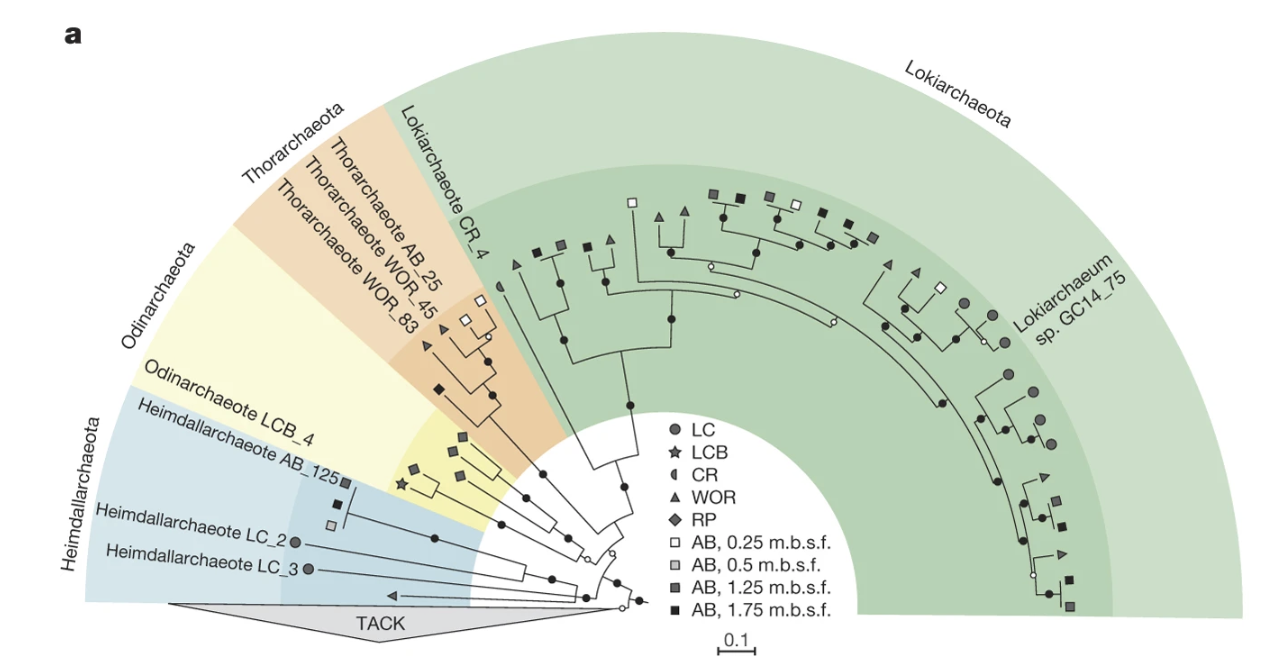 a
Lokiarchaeota
Thorarchaeota
Lokiarchaeote CR_4
Thorarchaeote AB_25
Thorarchaeote WOR_45
Thorarchaeote WOR_83
Odinarchaeota
Lokiarchaeum
sp. GC14_75
Odinarchaeote LCB_4
Heimdallarchaeota
Heimdallarchaeote AB_125
Heimdallarchaeote LC_2
Heimdallarchaeote LC_3
TACK
LC
LCB
CR
WOR
RP
AB, 0.25 m.b.s.f.
AB, 0.5 m.b.s.f.
AB, 1.25 m.b.s.f.
AB, 1.75 m.b.s.f.
0.1